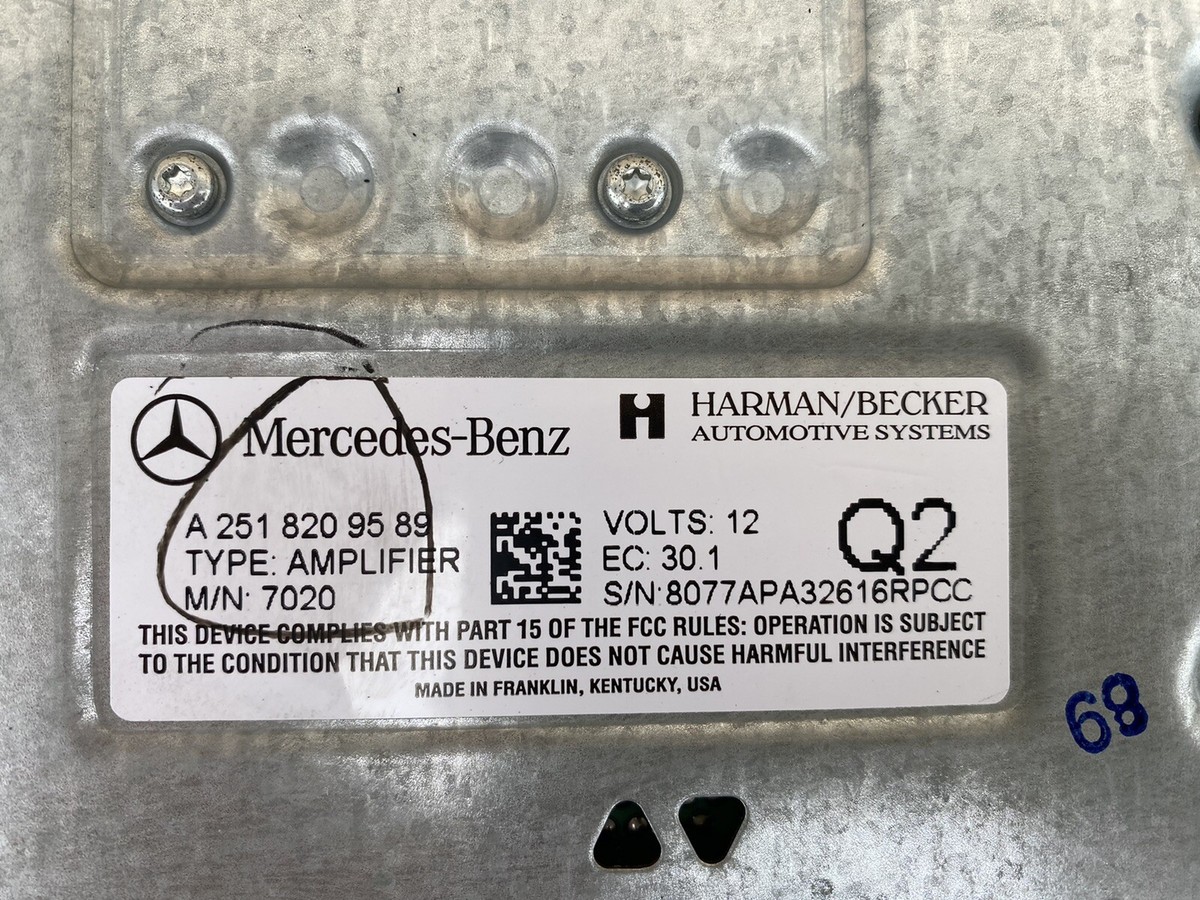 Mercedes-Benz
HARMAN/BECKER
AUTOMOTIVE SYSTEMS
A 251 820 95 89
TYPE: AMPLIFIER
M/N: 7020
VOLTS: 12
EC: 30.1
S/N:8077APA32616RPCC
Q2
THIS DEVICE COMPLIES WITH PART 15 OF THE FCC RULES: OPERATION IS SUBJECT
TO THE CONDITION THAT THIS DEVICE DOES NOT CAUSE HARMFUL INTERFERENCE
MADE IN FRANKLIN, KENTUCKY, USA
68